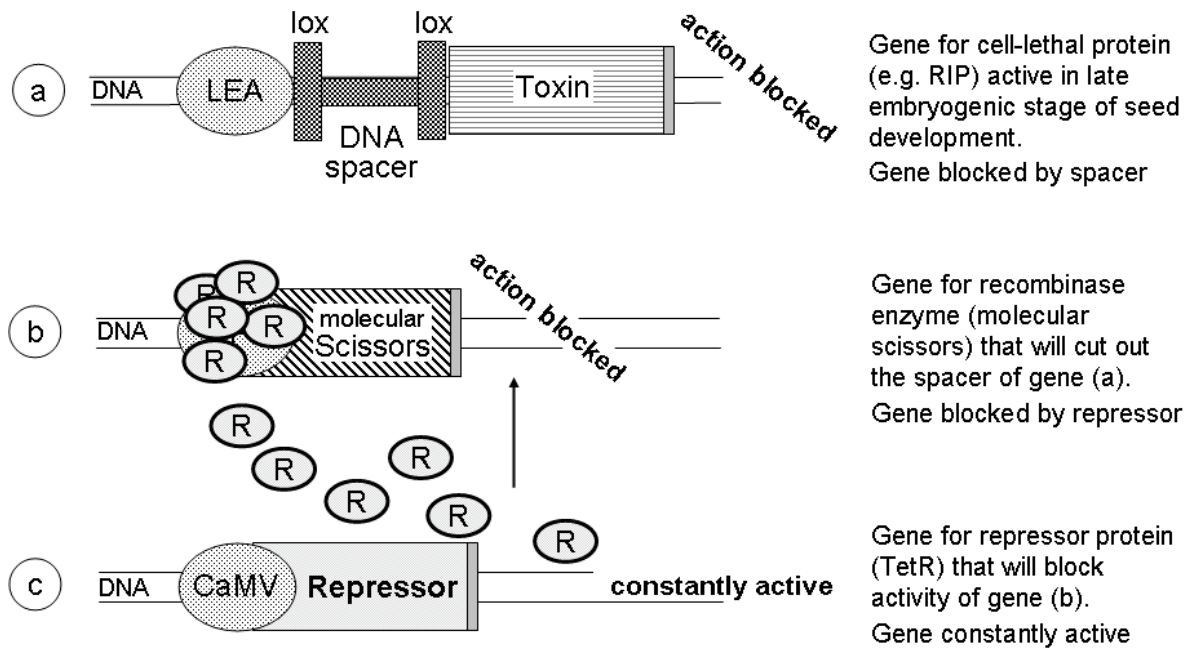 lox
lox
action blocked
a
DNA
LEA
Toxin
DNA
spacer
Gene for cell-lethal protein
(e.g. RIP) active in late
embryogenic stage of seed
development.
Gene blocked by spacer
b
DNA
R
R
R
R
R
molecular
Scissors
action blocked
Gene for recombinase
enzyme (molecular
scissors) that will cut out
the spacer of gene (a).
Gene blocked by repressor
R
R
R
R
R
R
c
DNA
CaMV
Repressor
constantly active
Gene for repressor protein
(TetR) that will block
activity of gene (b).
Gene constantly active